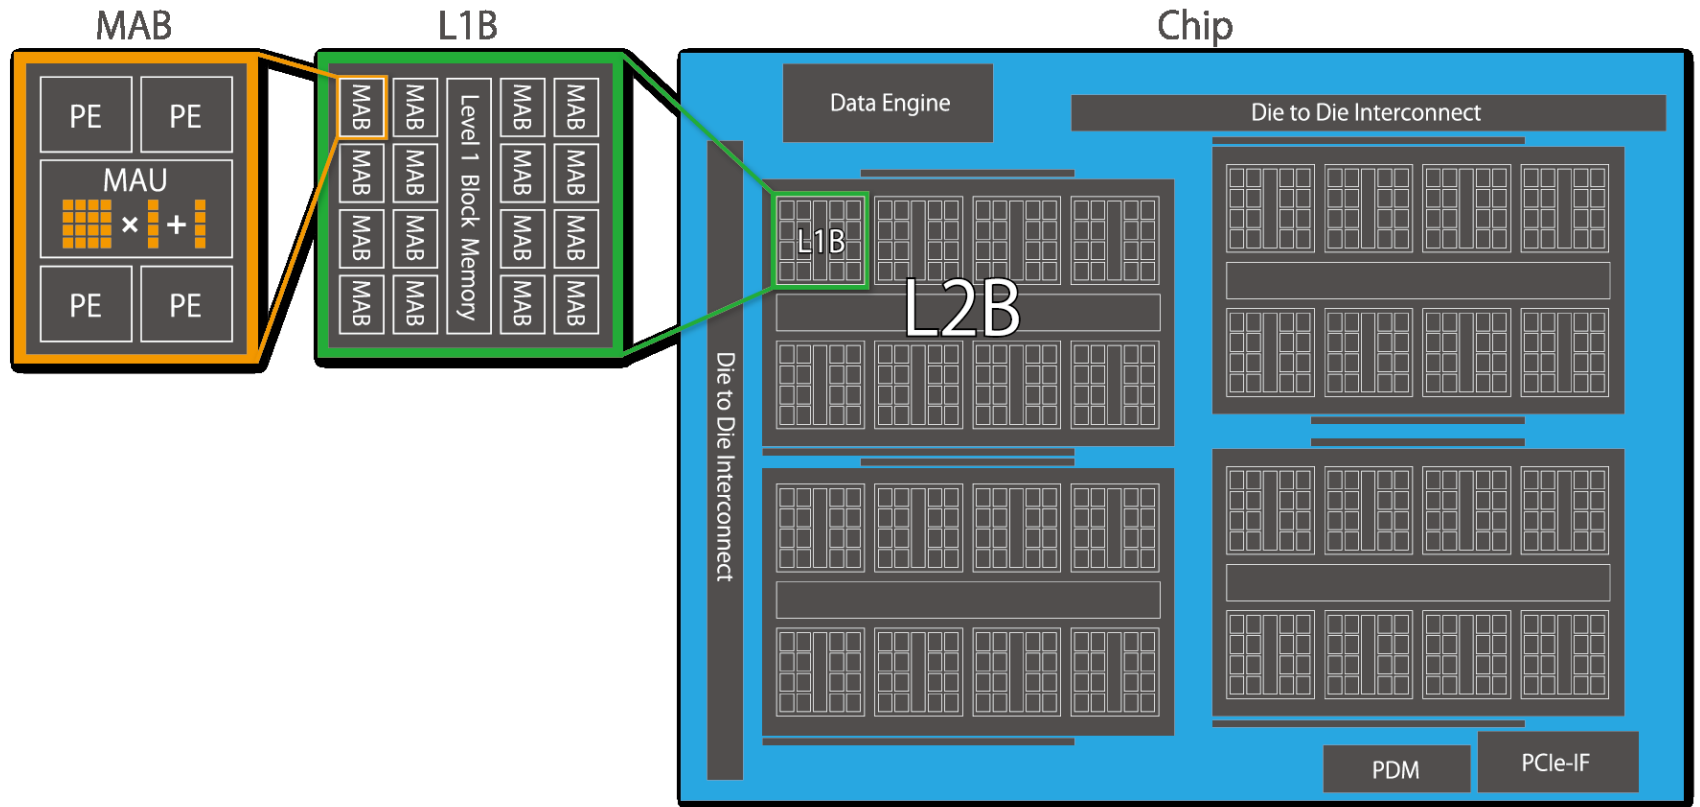 MAB
L1B
Chip
PE
PE
MAU
× +
PE
PE
MAB
MAB
Level 1 Block Memory
MAB
MAB
MAB
MAB
MAB
MAB
MAB
MAB
MAB
MAB
MAB
MAB
MAB
MAB
Data Engine
Die to Die Interconnect
Die to Die Interconnect
L1B
L2B
PDM
PCIe-IF